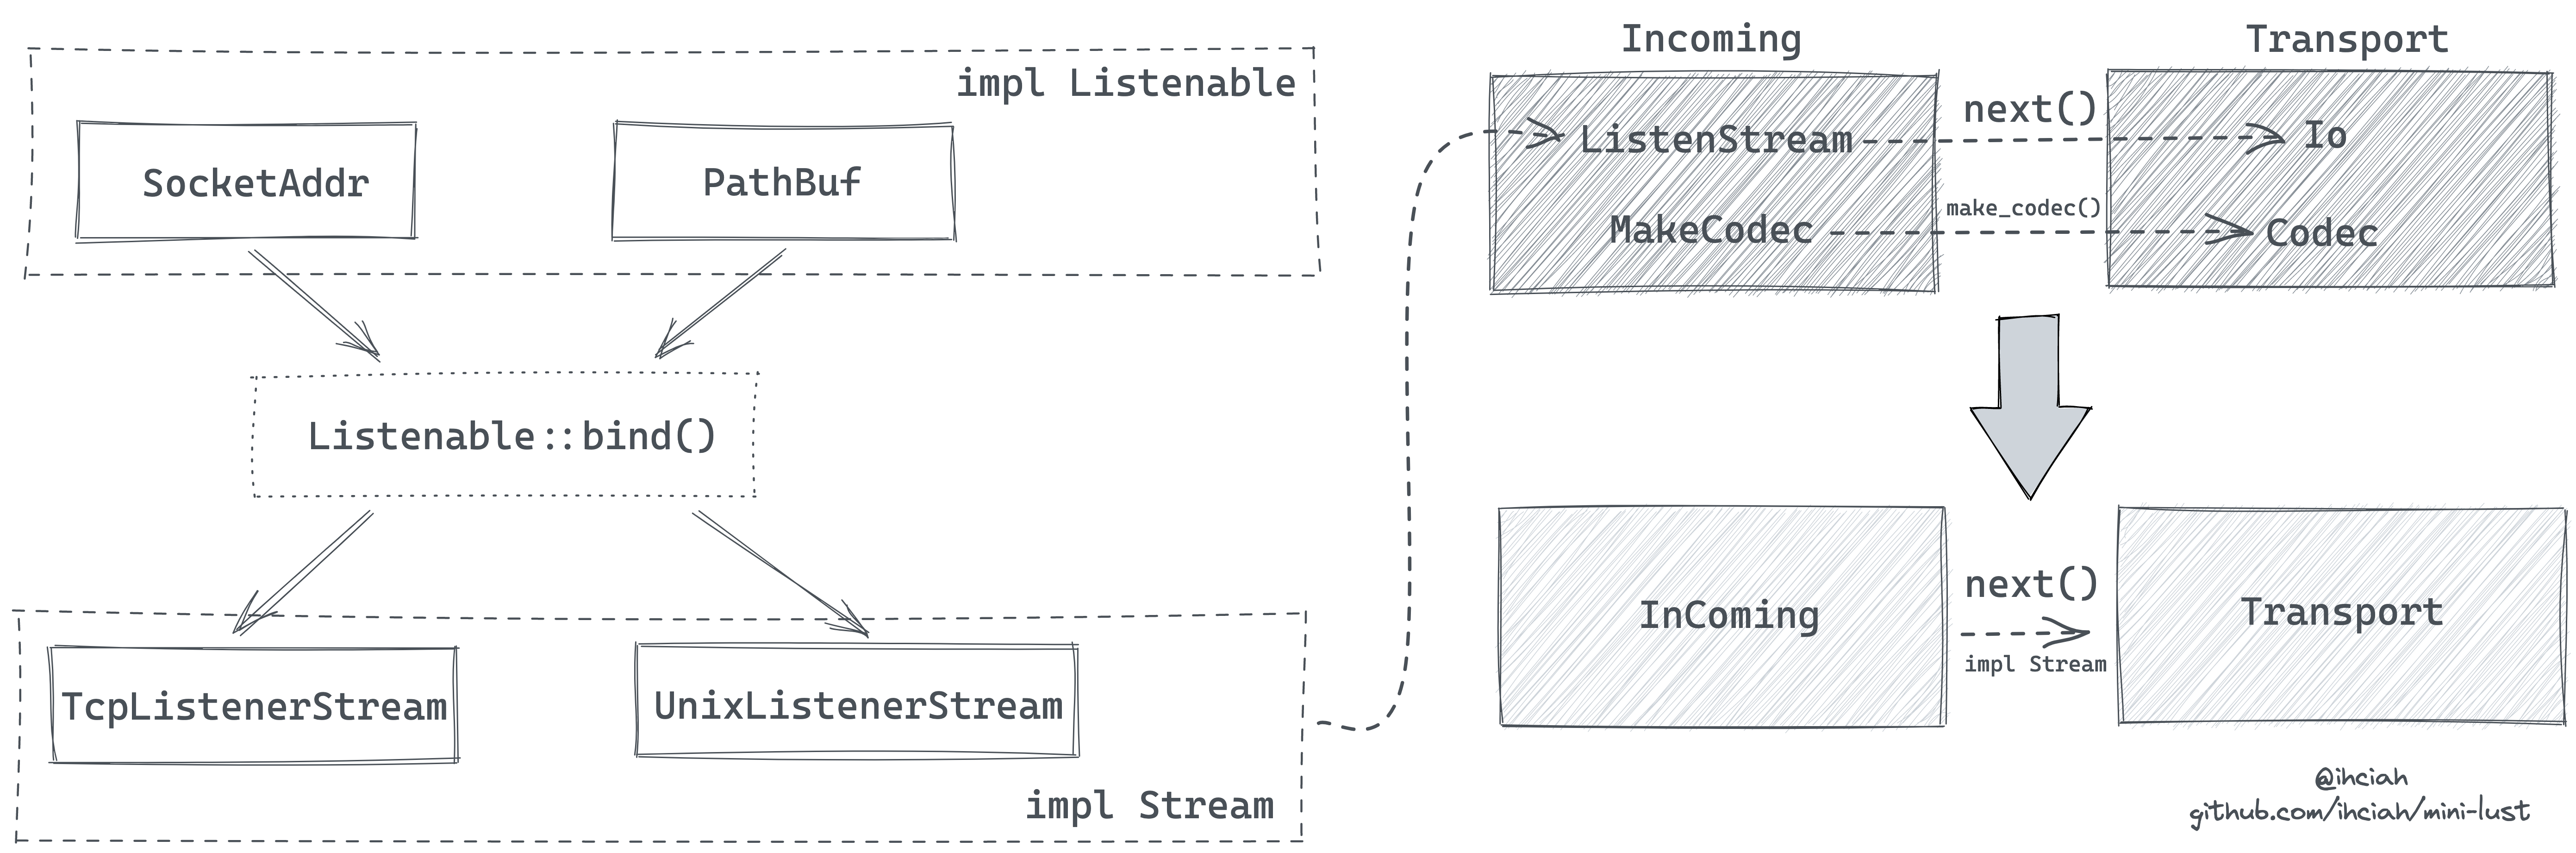 impl Listenable
SocketAddr
PathBuf
Listenable::bind()
TcpListenerStream
UnixListenerStream
impl Stream
Incoming
Transport
ListenStream
next()
Io
MakeCodec
make_codec()
Codec
InComing
next()
impl Stream
Transport
@ihciah
github.com/ihciah/mini-lust